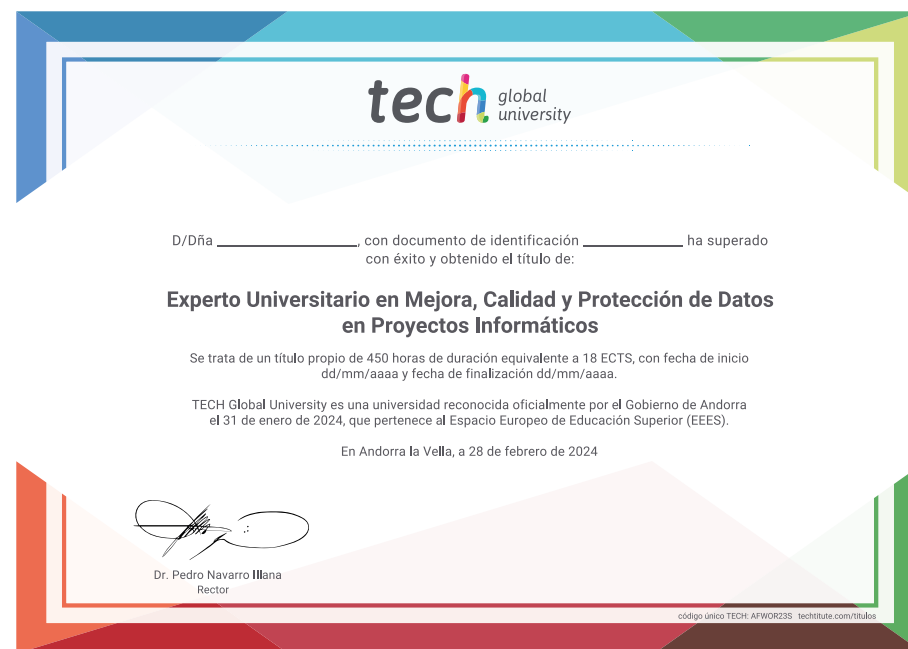 tech global university
D/Dña ____________________, con documento de identificación ______________ ha superado
con éxito y obtenido el título de:
Experto Universitario en Mejora, Calidad y Protección de Datos
en Proyectos Informáticos
Se trata de un título propio de 450 horas de duración equivalente a 18 ECTS, con fecha de inicio
dd/mm/aaaa y fecha de finalización dd/mm/aaaa.
TECH Global University es una universidad reconocida oficialmente por el Gobierno de Andorra
el 31 de enero de 2024, que pertenece al Espacio Europeo de Educación Superior (EEES).
En Andorra la Vella, a 28 de febrero de 2024
Dr. Pedro Navarro Illana
Rector
código único TECH: AFWOR23S techtitute.com/titulos